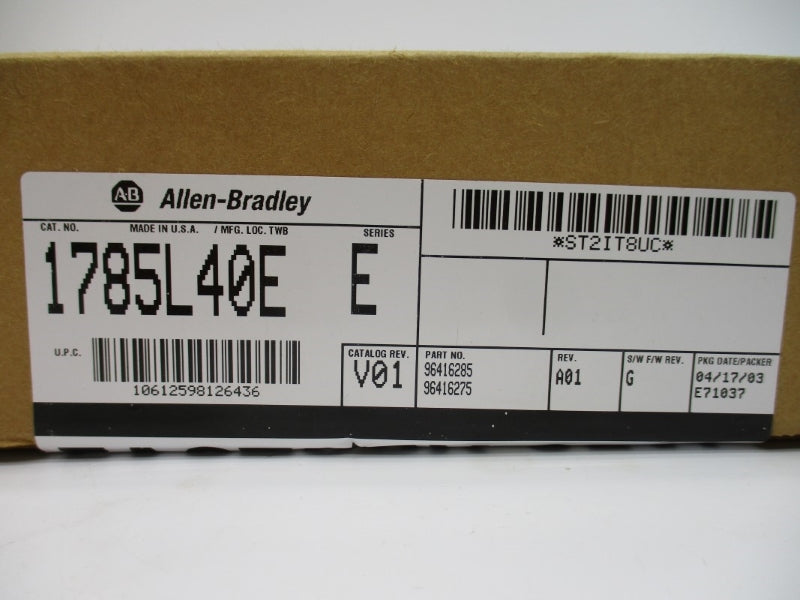 AB Allen-Bradley
*ST2IT8UC*
CAT. NO. MADE IN U.S.A. / MFG. LOC. TWB SERIES
1785L40E E
U.P.C.
10612598126436
CATALOG REV.
V01
PART NO.
96416285
96416275
REV.
A01
S/W F/W REV.
G
PKG DATE/PACKER
04/17/03
E71037